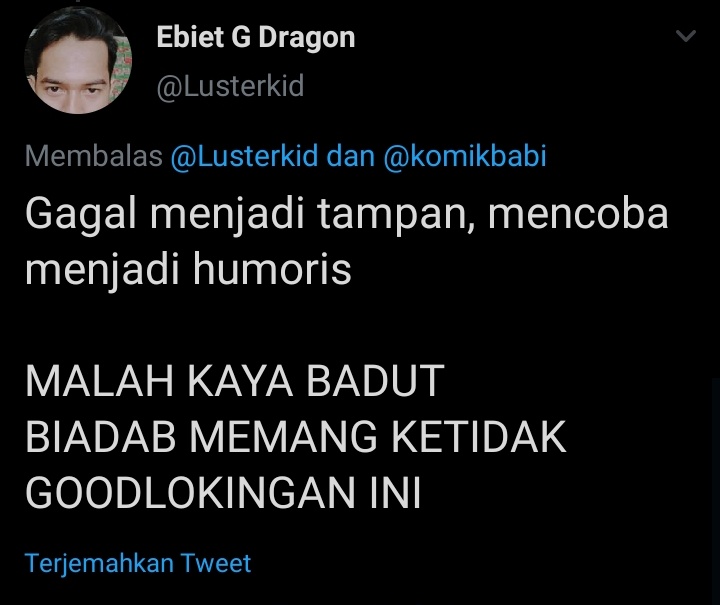 Ebiet G Dragon
@Lusterkid
Membalas @Lusterkid dan @komikbabi
Gagal menjadi tampan, mencoba
menjadi humoris
MALAH KAYA BADUT
BIADAB MEMANG KETIDAK
GOODLOKINGAN INI
Terjemahkan Tweet